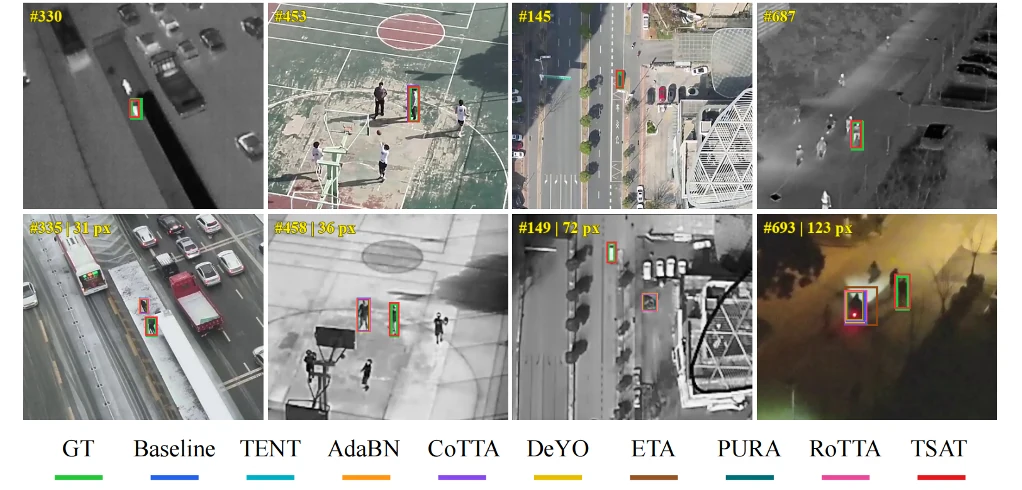 #330 #453 #145 #687
#335 | 31 px #458 | 36 px #149 | 72 px #693 | 123 px
GT Baseline TENT AdaBN CoTTA DeYO ETA PURA RoTTA TSAT